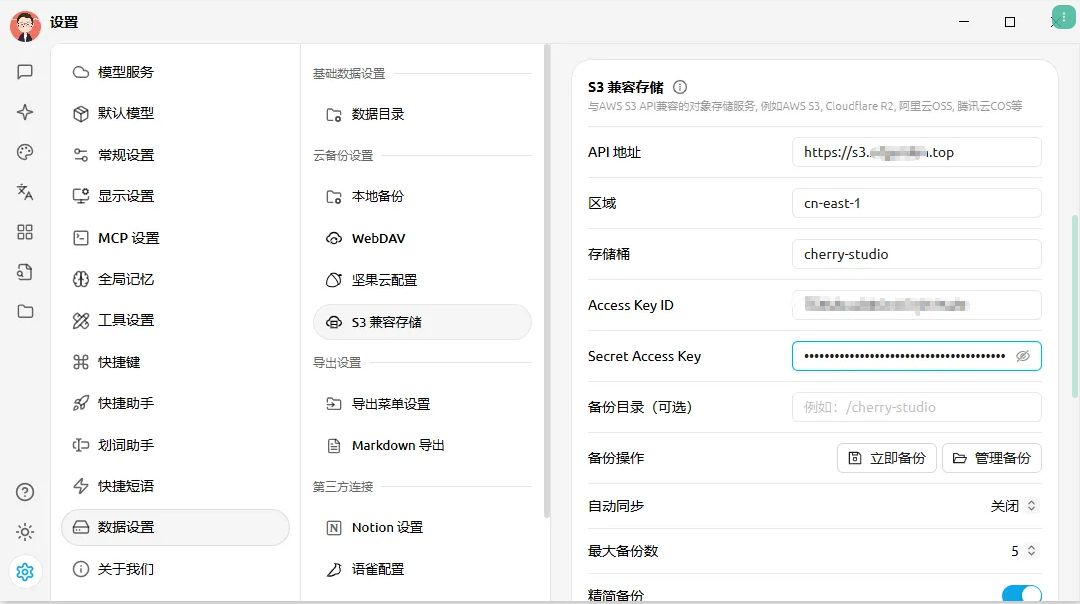 设置
模型服务
默认模型
常规设置
显示设置
MCP 设置
全局记忆
工具设置
快捷键
快捷助手
划词助手
快捷短语
数据设置
关于我们
基础数据设置
数据目录
云备份设置
本地备份
WebDAV
坚果云配置
S3 兼容存储
导出设置
导出菜单设置
Markdown 导出
第三方连接
Notion 设置
语雀配置
S3 兼容存储
与AWS S3 API兼容的对象存储服务, 例如AWS S3, Cloudflare R2, 阿里云OSS, 腾讯云COS等
API 地址
https://s3. .top
区域
cn-east-1
存储桶
cherry-studio
Access Key ID
Secret Access Key
备份目录（可选）
例如：/cherry-studio
备份操作
立即备份
管理备份
自动同步
关闭
最大备份数
5
精简备份